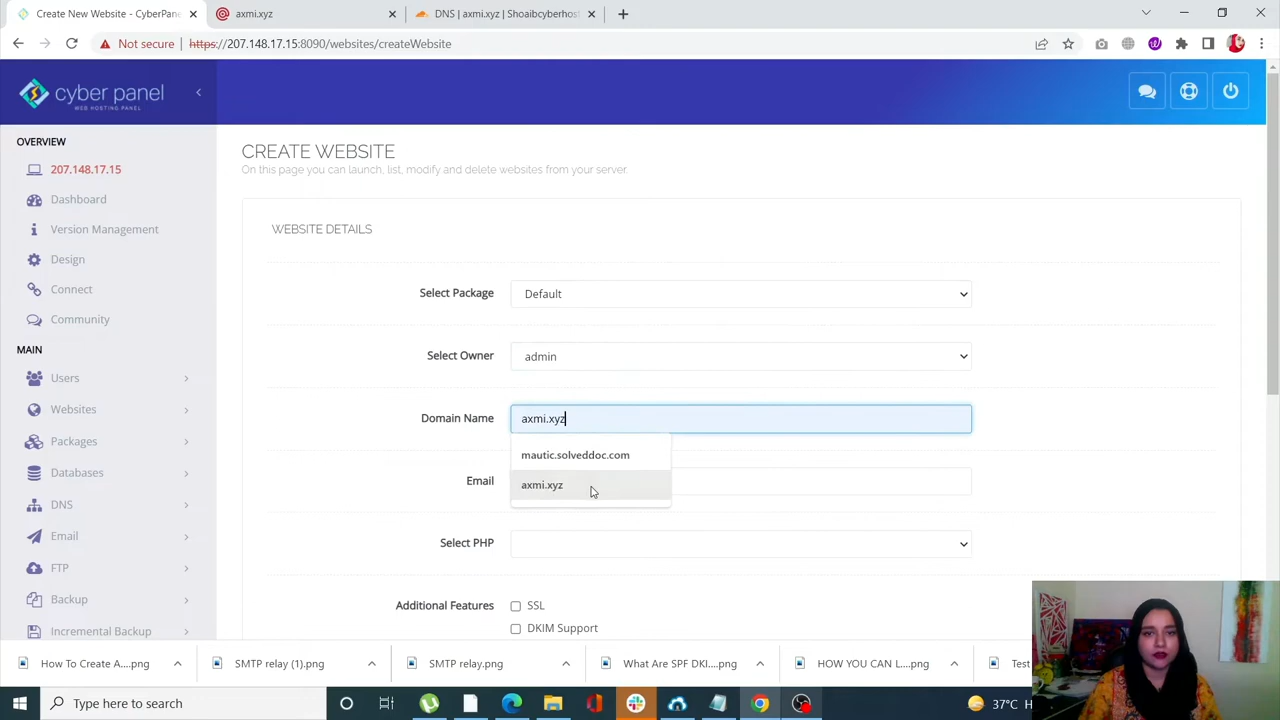 Create New Website - CyberPane
axmi.xyz
DNS | axmi.xyz | Shoaibcyberhos
Not secure
https://207.148.17.15:8090/websites/createWebsite
cyber panel
WEB HOSTING PANEL
OVERVIEW
207.148.17.15
Dashboard
Version Management
Design
Connect
Community
MAIN
Users
Websites
Packages
Databases
DNS
Email
FTP
Backup
Incremental Backup
CREATE WEBSITE
On this page you can launch, list, modify and delete websites from your server.
WEBSITE DETAILS
Select Package
Default
Select Owner
admin
Domain Name
axmi.xyz
mautic.solveddoc.com
axmi.xyz
Email
Select PHP
Additional Features
SSL
DKIM Support
How To Create A....png
SMTP relay (1).png
SMTP relay.png
What Are SPF DKI....png
HOW YOU CAN L....png
Test
Type here to search
37°C H